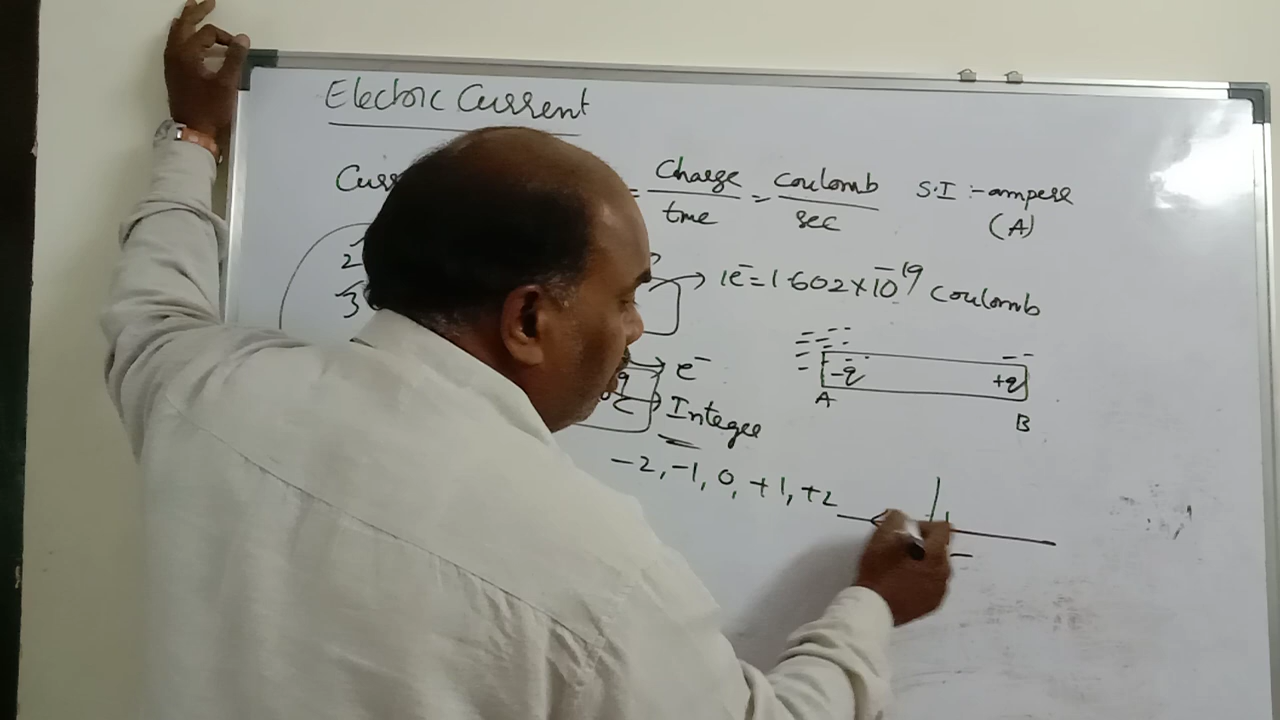 Electric Current
= Charge / tme = Coulomb / sec S.I :- ampere
(A)
2
3
1e⁻ = 1.602 × 10⁻¹⁹ Coulomb
e⁻
-q +q
A B
Integer
-2, -1, 0, +1, +2